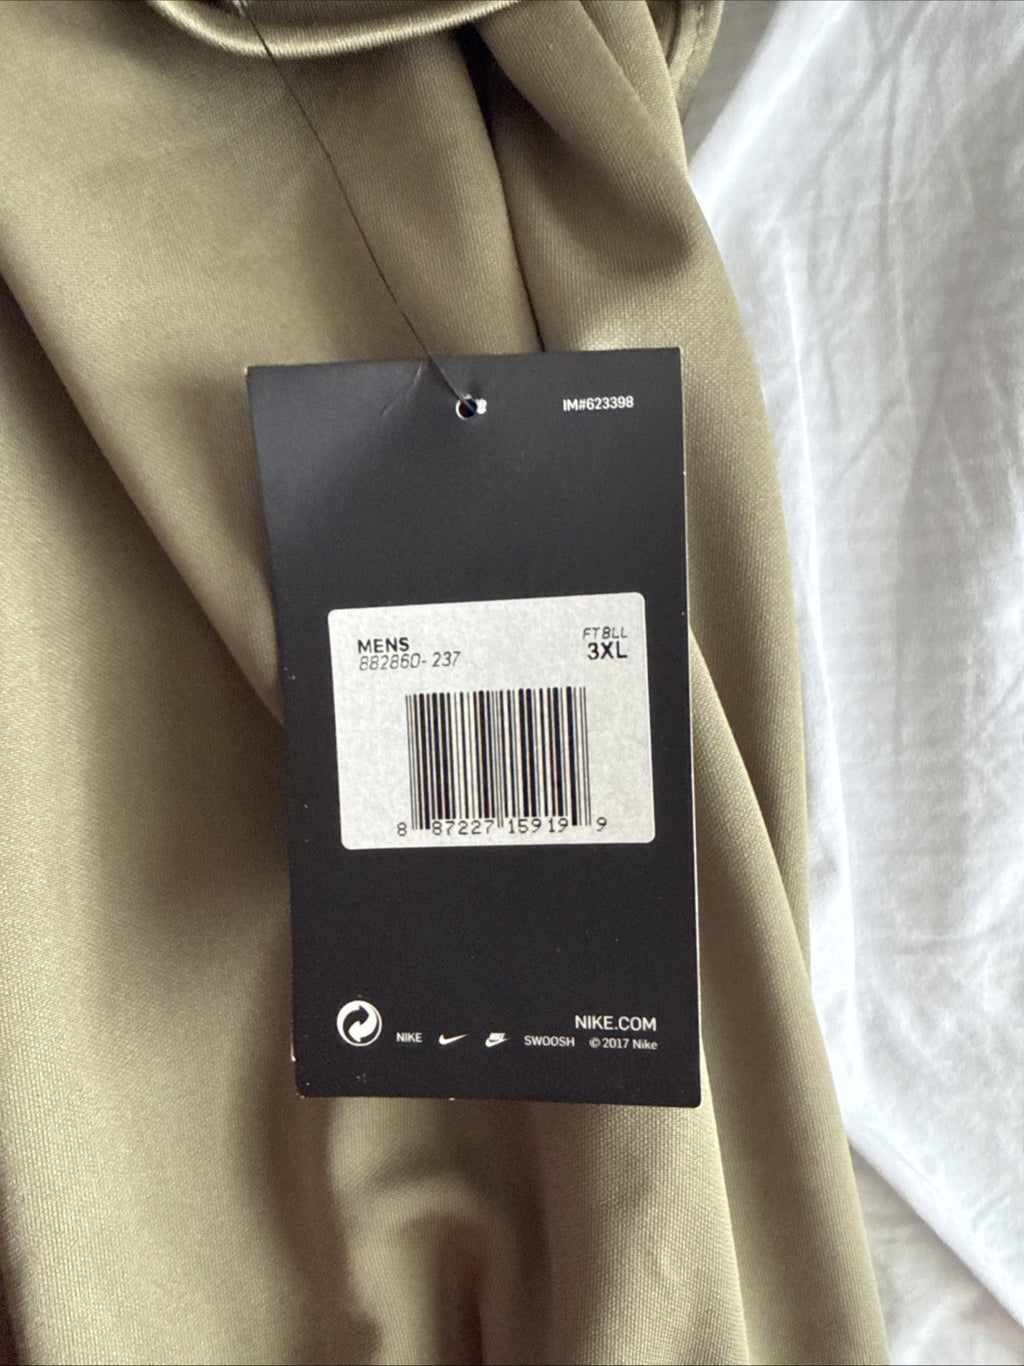 IM#623398
MENS FTBLL
882860-237 3XL
8 87227 15919 9
NIKE.COM
NIKE SWOOSH © 2017 Nike